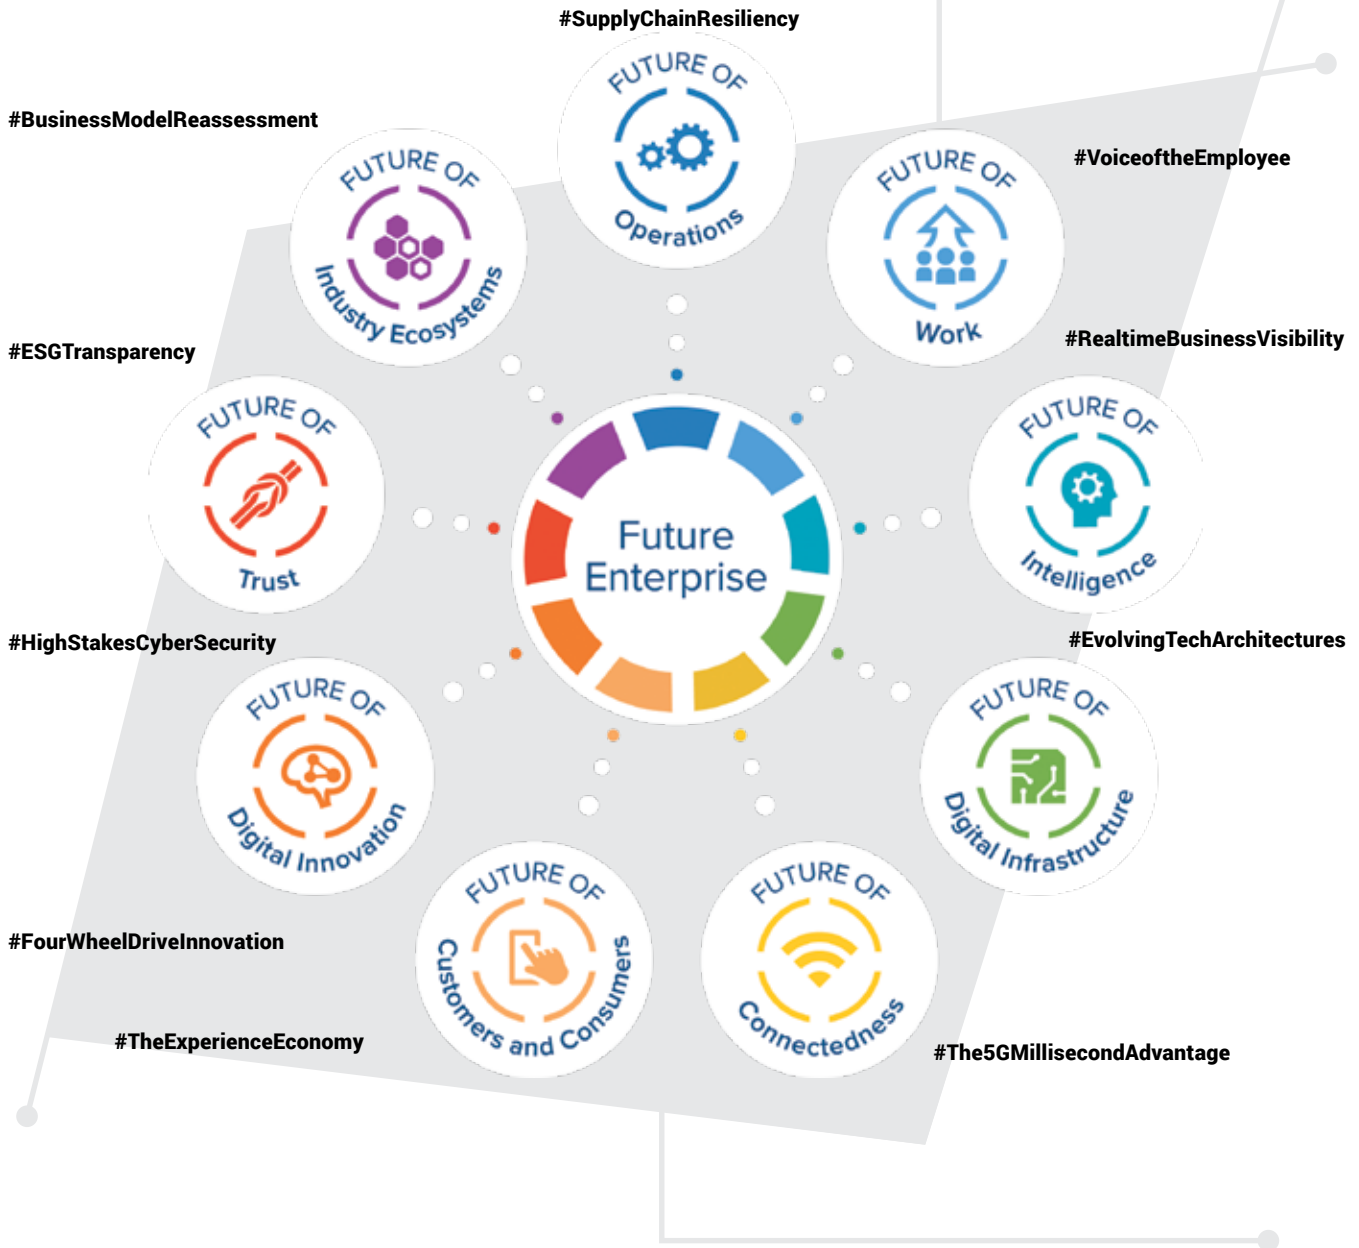 #SupplyChainResiliency
FUTURE OF
Operations
#BusinessModelReassessment
FUTURE OF
Industry Ecosystems
#VoiceoftheEmployee
FUTURE OF
Work
#ESGTransparency
FUTURE OF
Trust
#RealtimeBusinessVisibility
FUTURE OF
Intelligence
Future
Enterprise
#HighStakesCyberSecurity
FUTURE OF
Digital Innovation
#EvolvingTechArchitectures
FUTURE OF
Digital Infrastructure
#FourWheelDriveInnovation
FUTURE OF
Customers and Consumers
#TheExperienceEconomy
FUTURE OF
Connectedness
#The5GMillisecondAdvantage